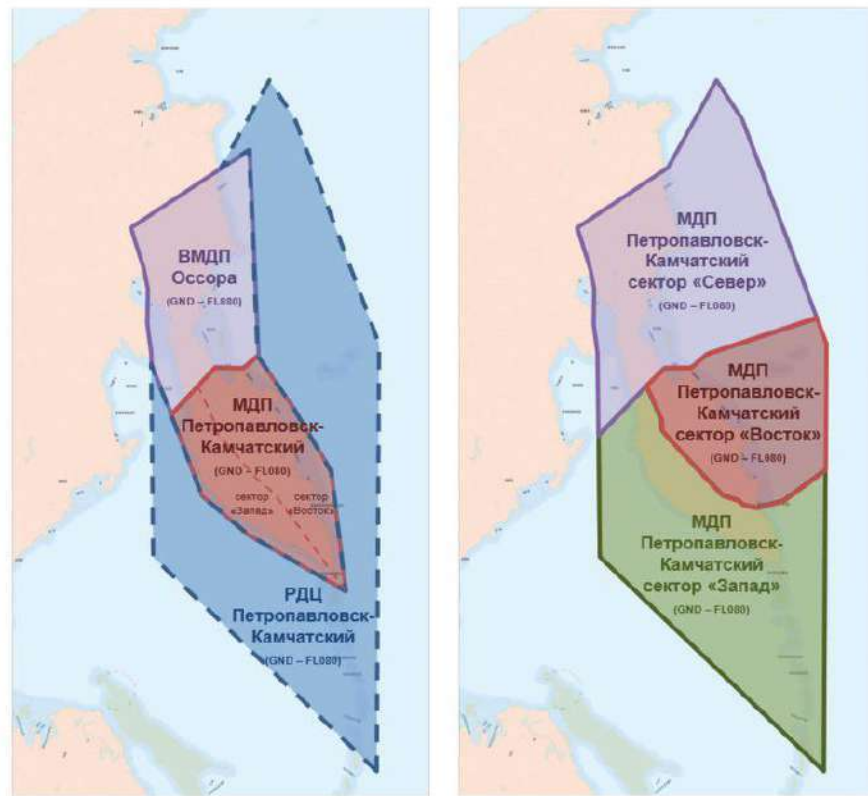 ВМДП
Оссора
(GND – FL080)
МДП
Петропавловск-
Камчатский
(GND – FL080)
сектор
«Запад»
сектор
«Восток»
РДЦ
Петропавловск-
Камчатский
(GND – FL080)
МДП
Петропавловск-
Камчатский
сектор «Север»
(GND – FL080)
МДП
Петропавловск-
Камчатский
сектор «Восток»
(GND – FL080)
МДП
Петропавловск-
Камчатский
сектор «Запад»
(GND – FL080)